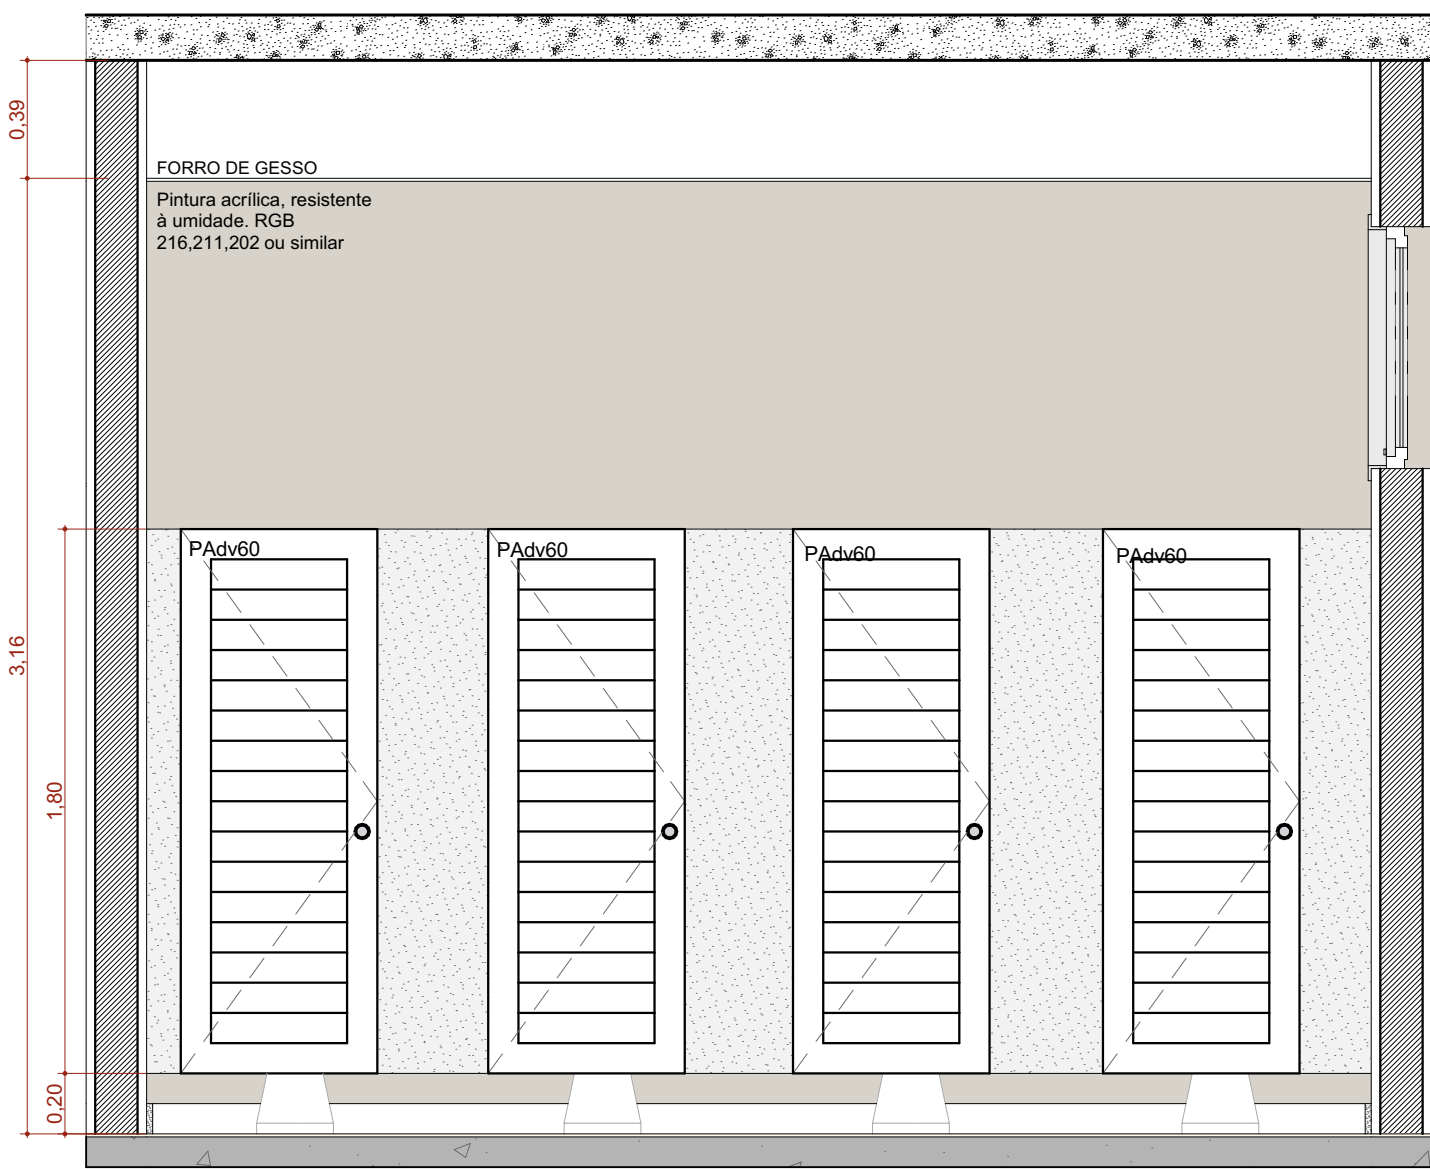 0,39
FORRO DE GESSO
Pintura acrílica, resistente
à umidade. RGB
216,211,202 ou similar
3,16
1,80
0,20
PAdv60
PAdv60
PAdv60
PAdv60